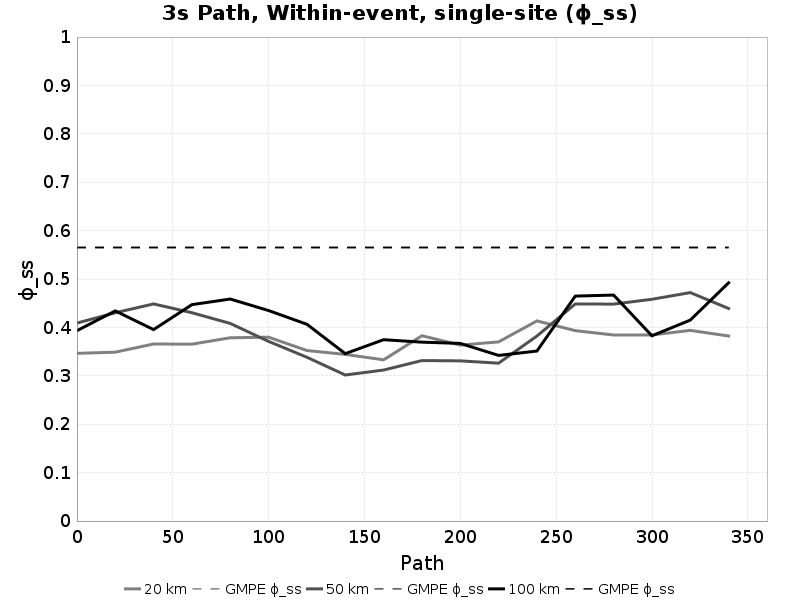 3s Path, Within-event, single-site (ϕ_ss)
1
0.9
0.8
0.7
0.6
0.5
0.4
0.3
0.2
0.1
0
ϕ_ss
0 50 100 150 200 250 300 350
Path
20 km GMPE ϕ_ss 50 km GMPE ϕ_ss 100 km GMPE ϕ_ss